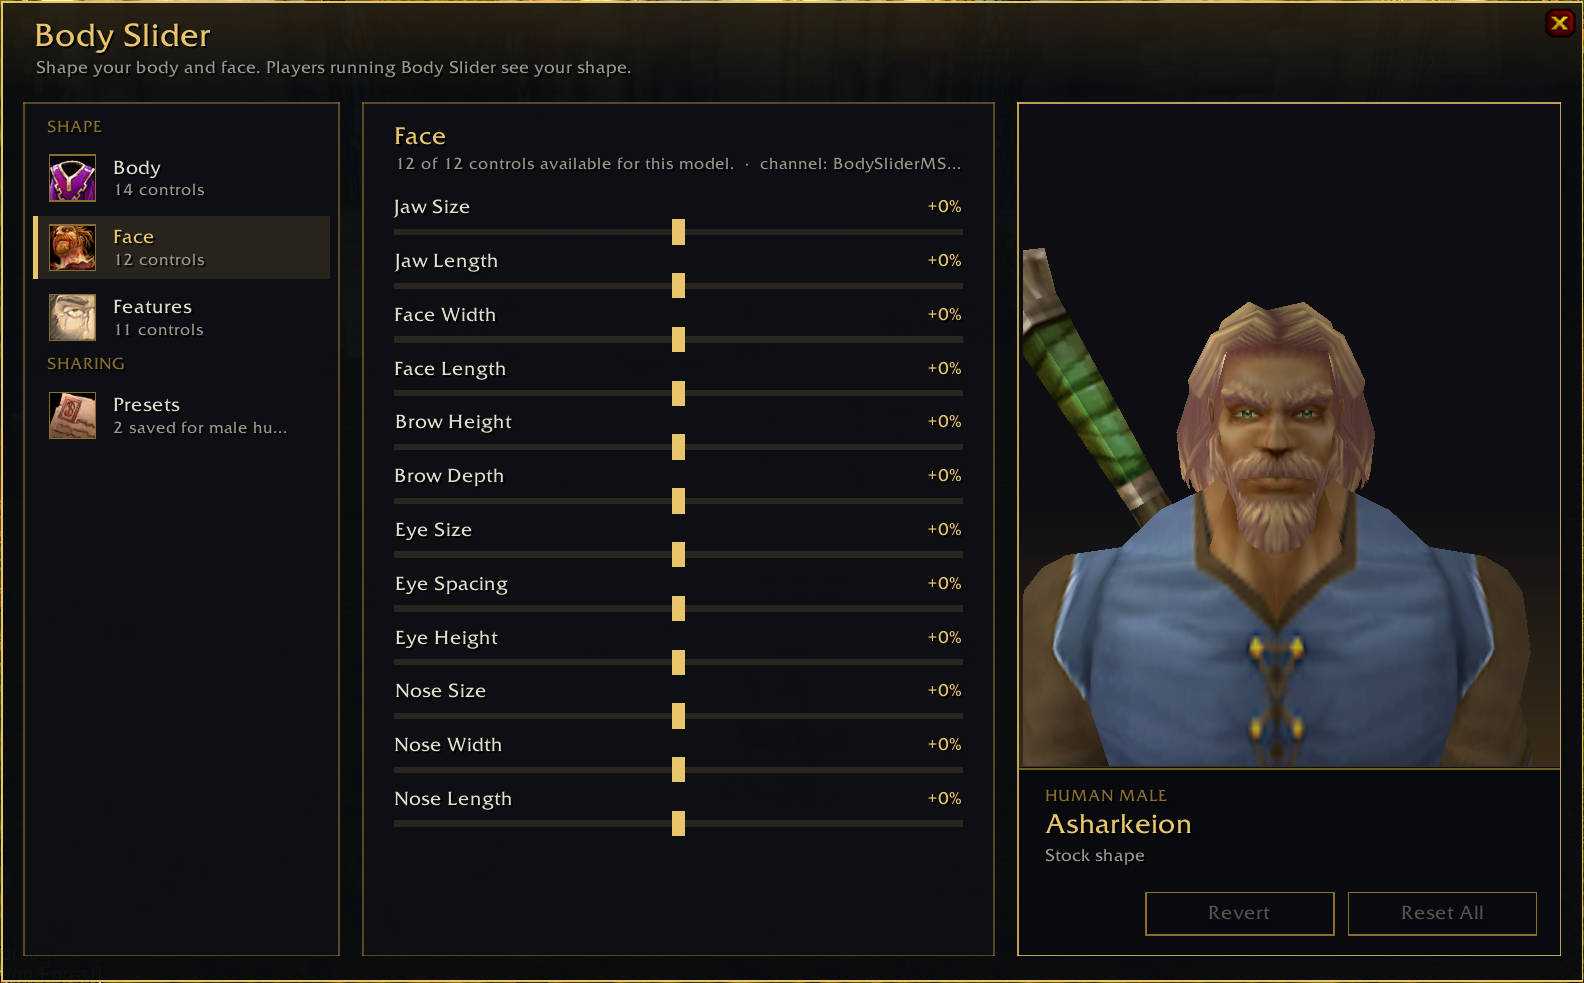 Body Slider
Shape your body and face. Players running Body Slider see your shape.
SHAPE
Body
14 controls
Face
12 controls
Features
11 controls
SHARING
Presets
2 saved for male hu...
Face
12 of 12 controls available for this model. · channel: BodySliderMS...
Jaw Size +0%
Jaw Length +0%
Face Width +0%
Face Length +0%
Brow Height +0%
Brow Depth +0%
Eye Size +0%
Eye Spacing +0%
Eye Height +0%
Nose Size +0%
Nose Width +0%
Nose Length +0%
HUMAN MALE
Asharkeion
Stock shape
Revert
Reset All